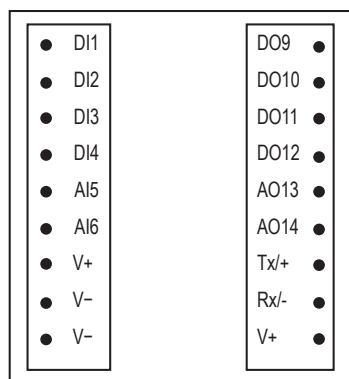 DI1
DI2
DI3
DI4
AI5
AI6
V+
V−
V−
DO9
DO10
DO11
DO12
AO13
AO14
Tx/+
Rx/-
V+